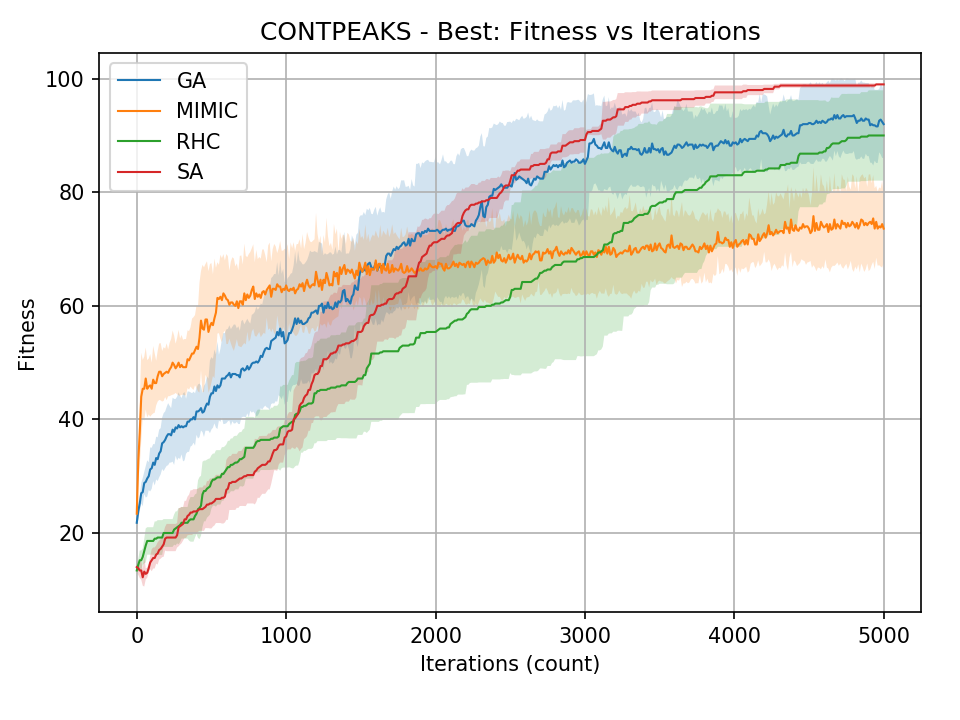 CONTPEAKS - Best: Fitness vs Iterations
GA
MIMIC
RHC
SA
Fitness
100
80
60
40
20
0 1000 2000 3000 4000 5000
Iterations (count)